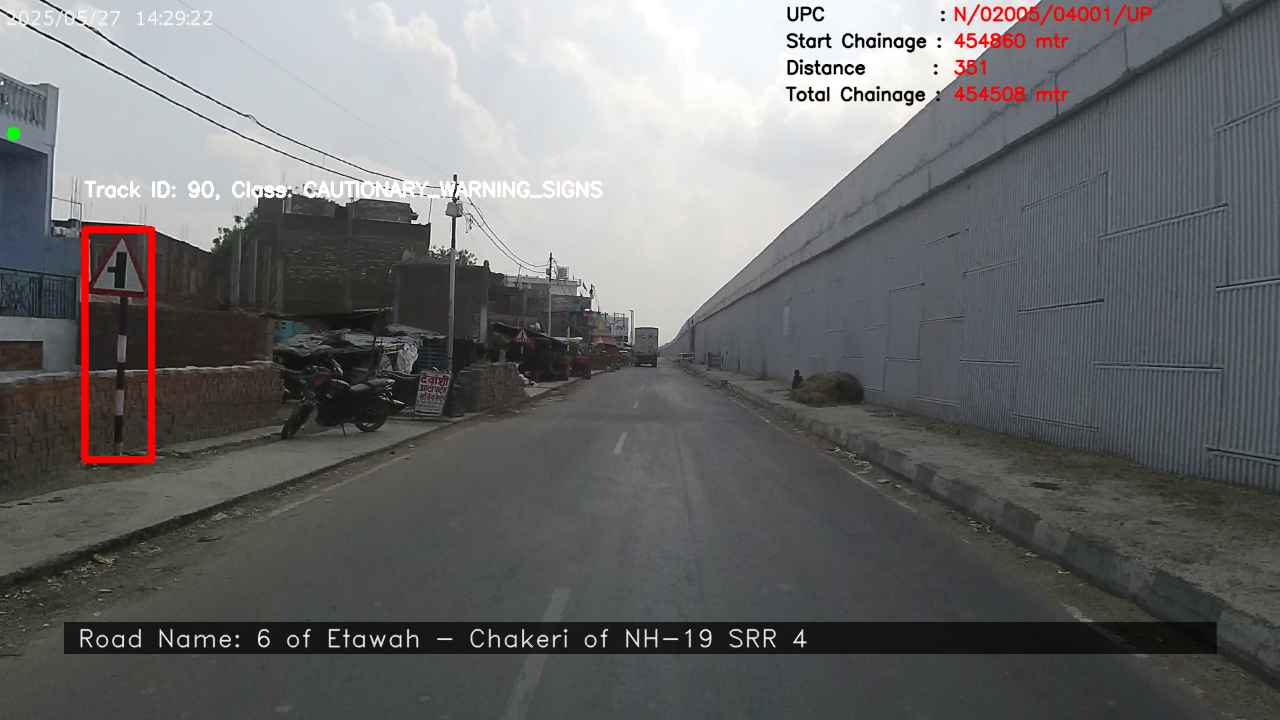 2025/05/27 14:29:22
UPC : N/02005/04001/UP
Start Chainage : 454860 mtr
Distance : 351
Total Chainage : 454508 mtr
Track ID: 90, Class: CAUTIONARY_WARNING_SIGNS
Road Name: 6 of Etawah - Chakeri of NH-19 SRR 4